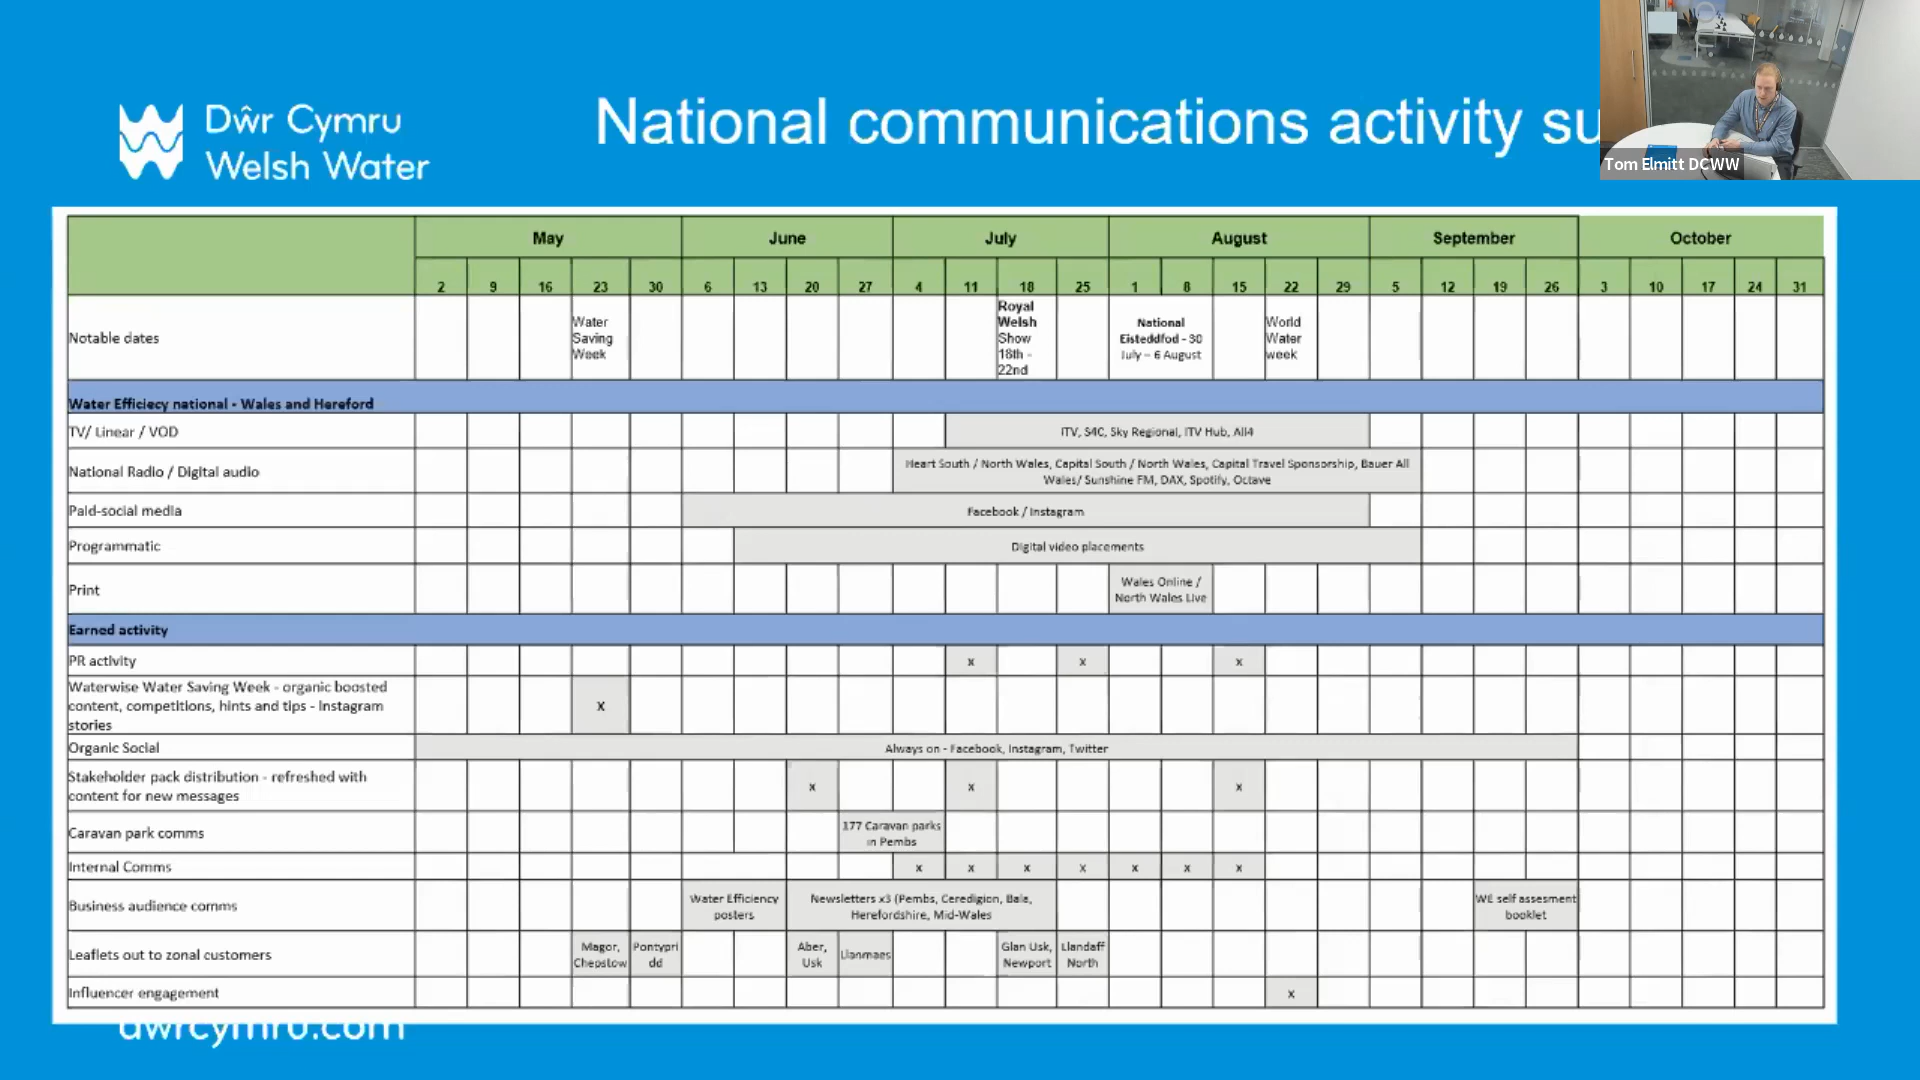 Dŵr Cymru
Welsh Water
National communications activity su
Tom Elmitt DCWW
May June July August September October
2 9 16 23 30 6 13 20 27 4 11 18 25 1 8 15 22 29 5 12 19 26 3 10 17 24 31
Notable dates
Water
Saving
Week
Royal
Welsh
Show
18th -
22nd
National
Eisteddfod - 30
July – 6 August
World
Water
week
Water Efficiecy national - Wales and Hereford
TV/ Linear / VOD
ITV, S4C, Sky Regional, ITV Hub, All4
National Radio / Digital audio
Heart South / North Wales, Capital South / North Wales, Capital Travel Sponsorship, Bauer All
Wales/ Sunshine FM, DAX, Spotify, Octave
Paid-social media
Facebook / Instagram
Programmatic
Digital video placements
Print
Wales Online /
North Wales Live
Earned activity
PR activity
x x x
Waterwise Water Saving Week - organic boosted
content, competitions, hints and tips - Instagram
stories
x
Organic Social
Always on - Facebook, Instagram, Twitter
Stakeholder pack distribution - refreshed with
content for new messages
x x x
Caravan park comms
177 Caravan parks
in Pembs
Internal Comms
x x x x x x x
Business audience comms
Water Efficiency
posters
Newsletters x3 (Pembs, Ceredigion, Bala,
Herefordshire, Mid-Wales
WE self assesment
booklet
Leaflets out to zonal customers
Magor,
Chepstow
Pontypri
dd
Aber,
Usk
Llanmaes
Glan Usk,
Newport
Llandaff
North
Influencer engagement
x
dwrcymru.com